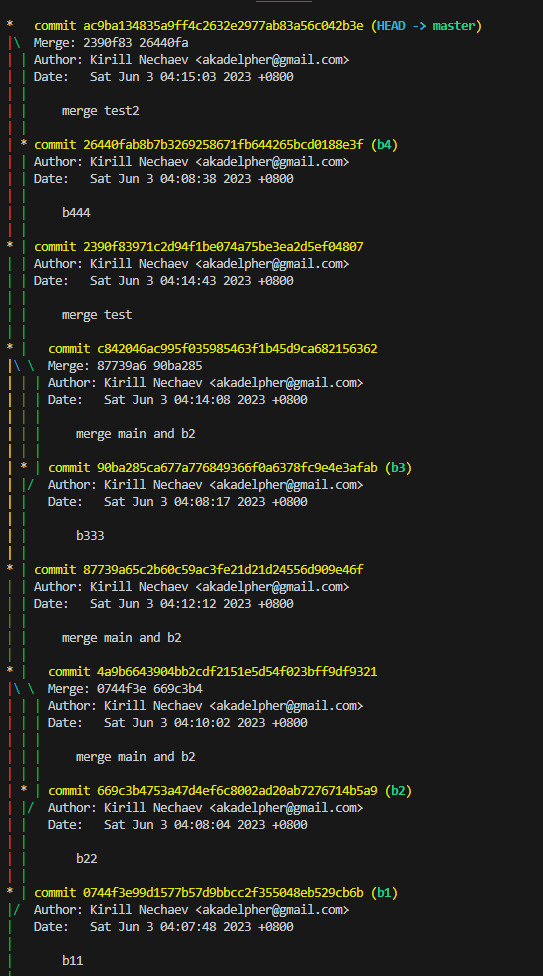 *   commit ac9ba134835a9ff4c2632e2977ab83a56c042b3e (HEAD -> master)
|\  Merge: 2390f83 26440fa
| | Author: Kirill Nechaev <akadelpher@gmail.com>
| | Date:   Sat Jun 3 04:15:03 2023 +0800
| |
| |     merge test2
| |
| * commit 26440fab8b7b3269258671fb644265bcd0188e3f (b4)
| | Author: Kirill Nechaev <akadelpher@gmail.com>
| | Date:   Sat Jun 3 04:08:38 2023 +0800
| |
| |     b444
| |
* | commit 2390f83971c2d94f1be074a75be3ea2d5ef04807
| | Author: Kirill Nechaev <akadelpher@gmail.com>
| | Date:   Sat Jun 3 04:14:43 2023 +0800
| |
| |     merge test
| |
* |   commit c842046ac995f035985463f1b45d9ca682156362
|\ \  Merge: 87739a6 90ba285
| | | Author: Kirill Nechaev <akadelpher@gmail.com>
| | | Date:   Sat Jun 3 04:14:08 2023 +0800
| | |
| | |     merge main and b2
| | |
| * | commit 90ba285ca677a776849366f0a6378fc9e4e3afab (b3)
| |/  Author: Kirill Nechaev <akadelpher@gmail.com>
| |   Date:   Sat Jun 3 04:08:17 2023 +0800
| |
| |       b333
| |
* | commit 87739a65c2b60c59ac3fe21d21d24556d909e46f
| | Author: Kirill Nechaev <akadelpher@gmail.com>
| | Date:   Sat Jun 3 04:12:12 2023 +0800
| |
| |     merge main and b2
| |
* |   commit 4a9b6643904bb2cdf2151e5d54f023bff9df9321
|\ \  Merge: 0744f3e 669c3b4
| | | Author: Kirill Nechaev <akadelpher@gmail.com>
| | | Date:   Sat Jun 3 04:10:02 2023 +0800
| | |
| | |     merge main and b2
| | |
| * | commit 669c3b4753a47d4ef6c8002ad20ab7276714b5a9 (b2)
| |/  Author: Kirill Nechaev <akadelpher@gmail.com>
| |   Date:   Sat Jun 3 04:08:04 2023 +0800
| |
| |       b22
| |
* | commit 0744f3e99d1577b57d9bbcc2f355048eb529cb6b (b1)
|/  Author: Kirill Nechaev <akadelpher@gmail.com>
|   Date:   Sat Jun 3 04:07:48 2023 +0800
|
|       b11